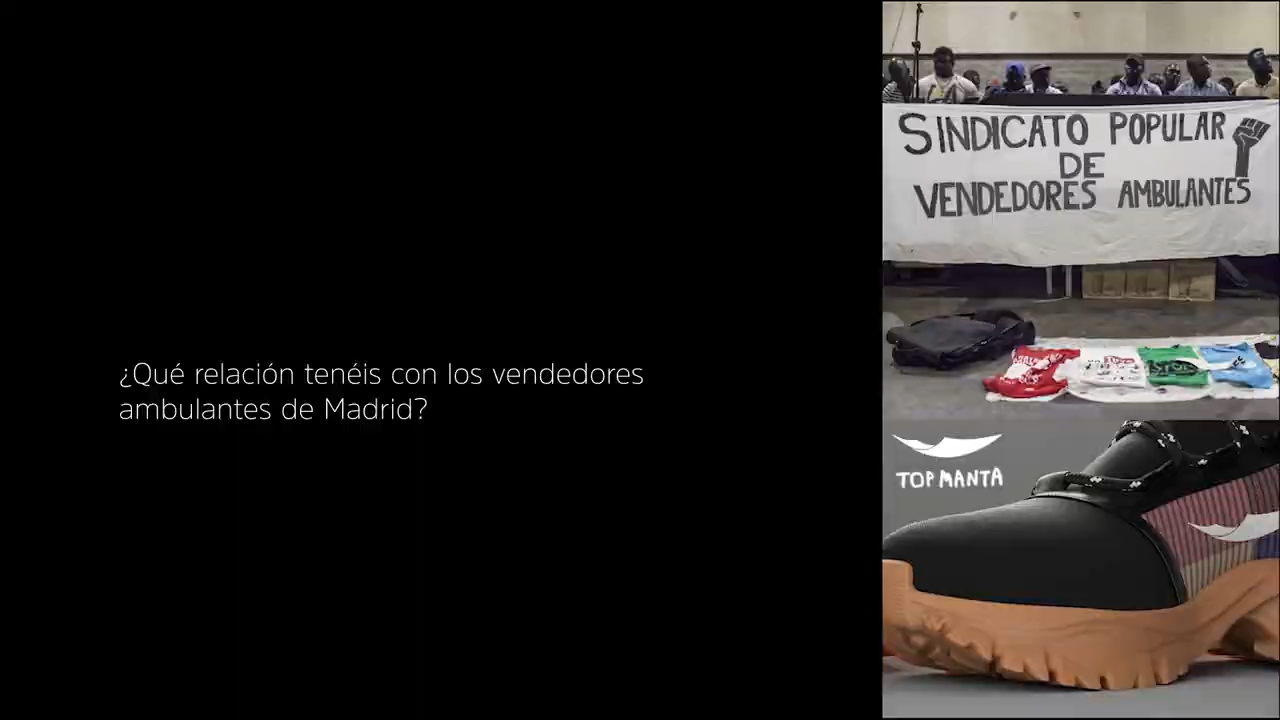 ¿Qué relación tenéis con los vendedores
ambulantes de Madrid?
SINDICATO POPULAR
DE
VENDEDORES AMBULANTES
TOP MANTA